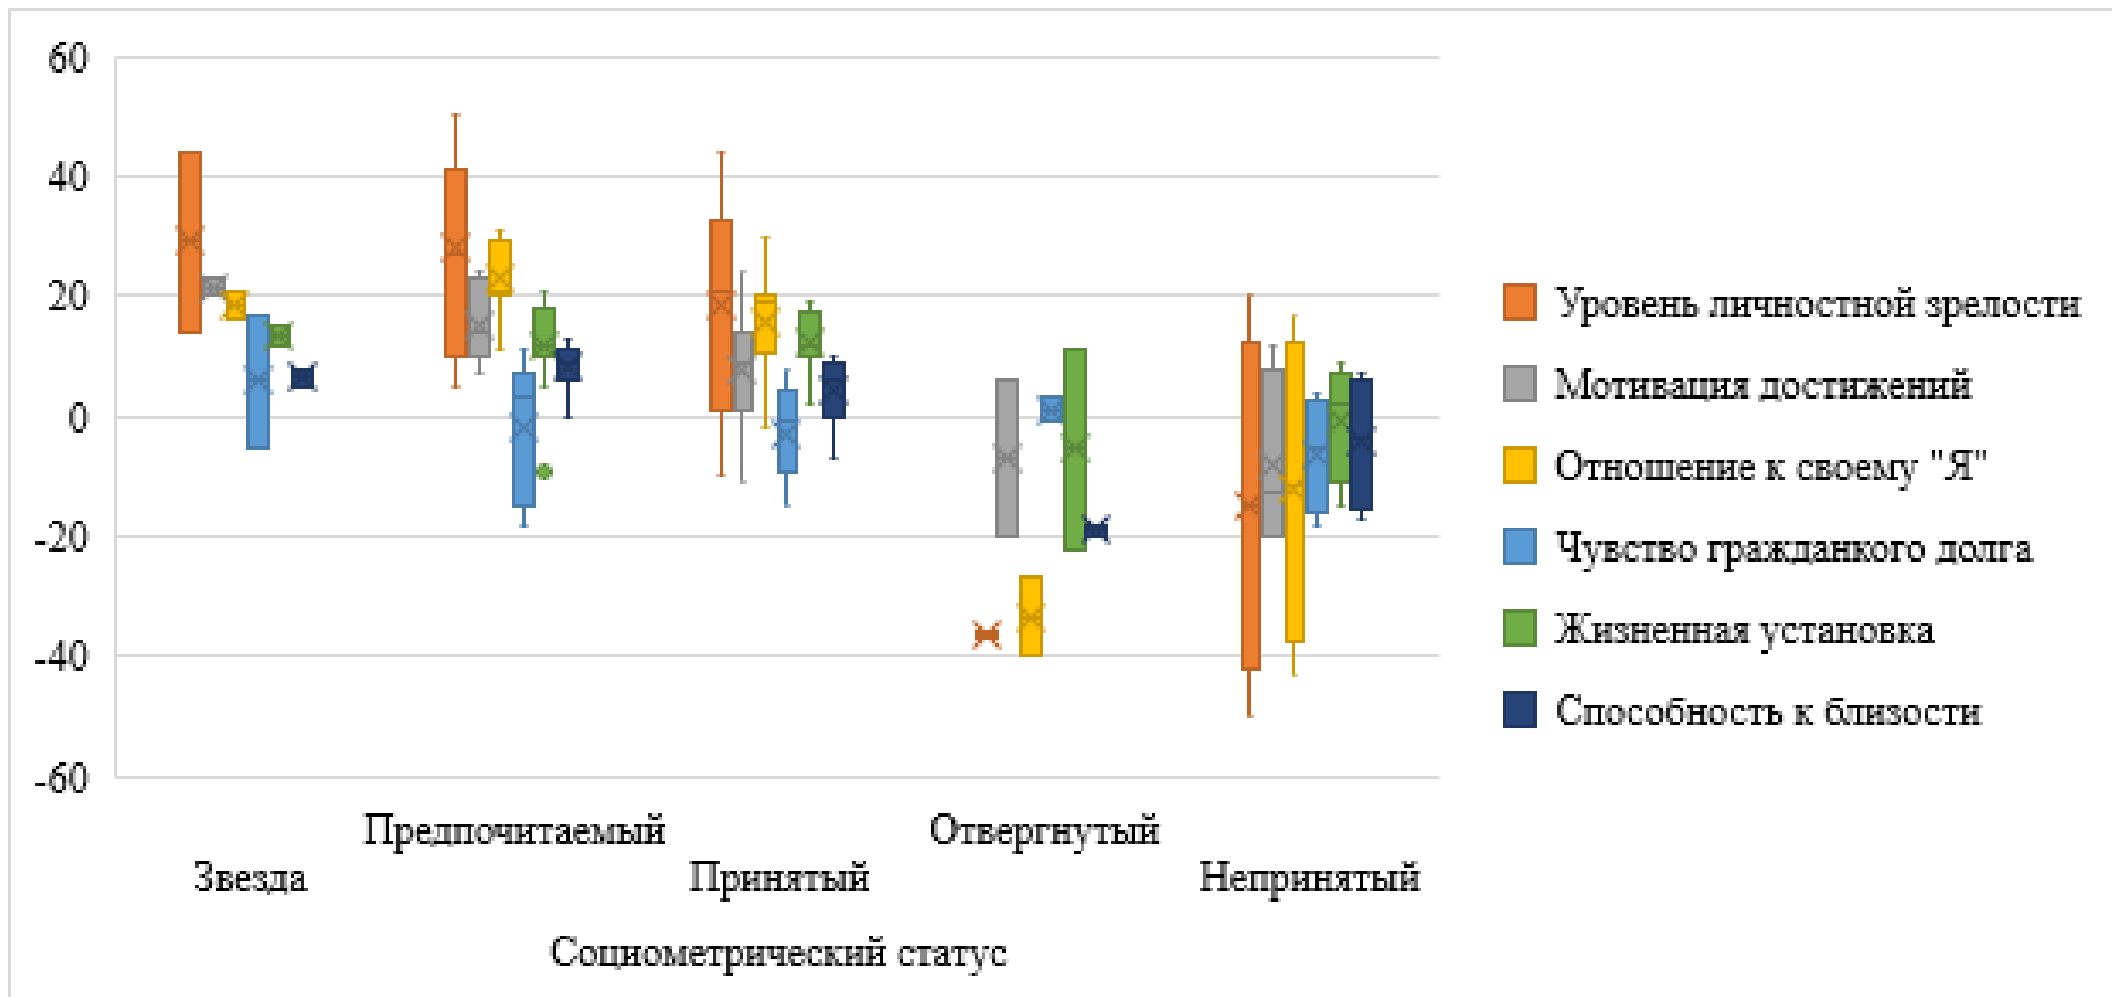 60
40
20
0
-20
-40
-60
Предпочитаемый
Отвергнутый
Звезда
Принятый
Непринятый
Социометрический статус
Уровень личностной зрелости
Мотивация достижений
Отношение к своему "Я"
Чувство гражданкого долга
Жизненная установка
Способность к близости